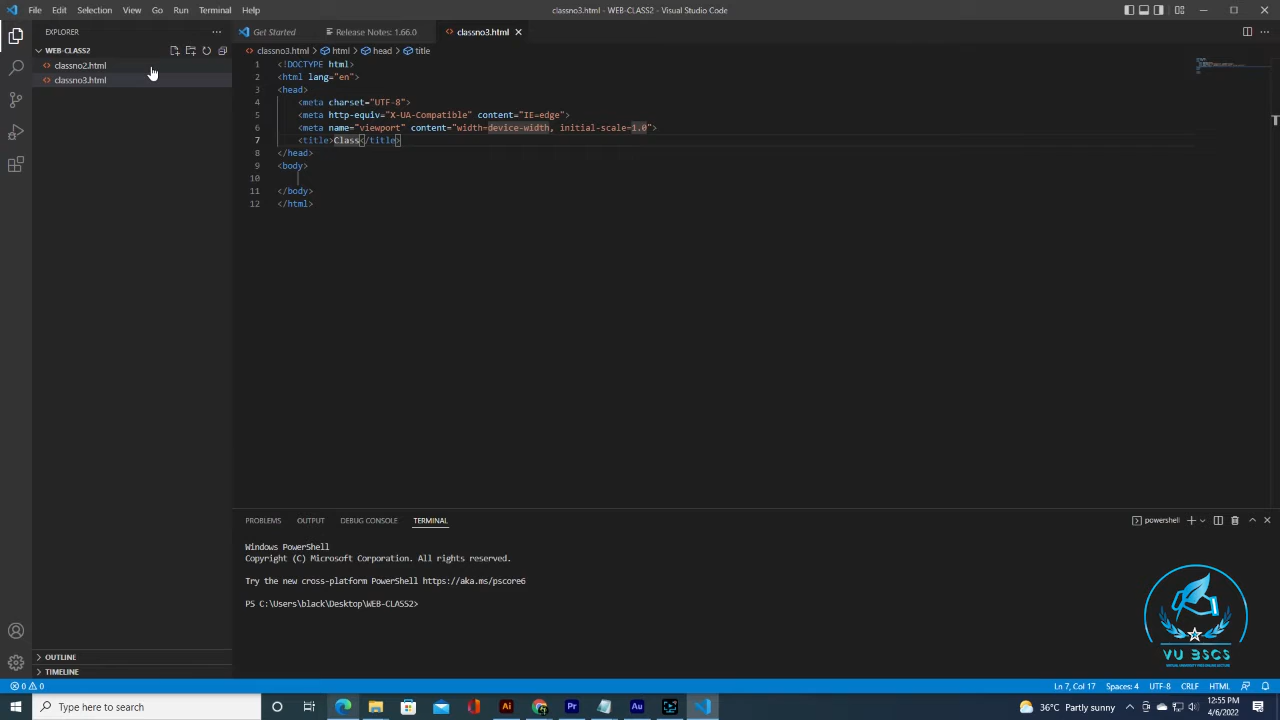 File Edit Selection View Go Run Terminal Help
classno3.html - WEB-CLASS2 - Visual Studio Code
EXPLORER
WEB-CLASS2
classno2.html
classno3.html
OUTLINE
TIMELINE
Get Started
Release Notes: 1.66.0
classno3.html
classno3.html > html > head > title
1 <!DOCTYPE html>
2 <html lang="en">
3 <head>
4 <meta charset="UTF-8">
5 <meta http-equiv="X-UA-Compatible" content="IE=edge">
6 <meta name="viewport" content="width=device-width, initial-scale=1.0">
7 <title>Class</title>
8 </head>
9 <body>
10
11 </body>
12 </html>
PROBLEMS OUTPUT DEBUG CONSOLE TERMINAL
powershell
Windows PowerShell
Copyright (C) Microsoft Corporation. All rights reserved.
Try the new cross-platform PowerShell https://aka.ms/pscore6
PS C:\Users\black\Desktop\WEB-CLASS2>
VU BSCS
0 0
Ln 7, Col 17 Spaces: 4 UTF-8 CRLF HTML
Type here to search
36°C Partly sunny
12:55 PM
4/6/2022